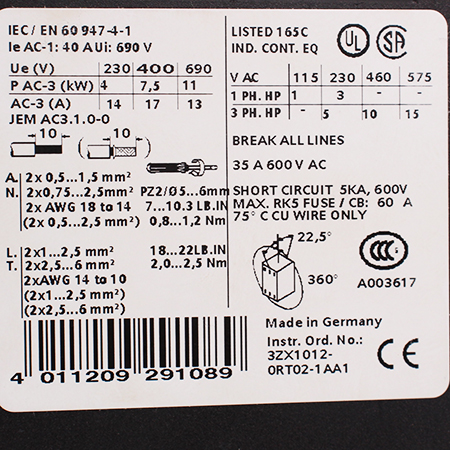 IEC / EN 60 947-4-1
Ie AC-1: 40 A Ui: 690 V
Ue (V) 230 400 690
P AC-3 (kW) 4 7,5 11
AC-3 (A) 14 17 13
JEM AC3.1.0-0
10 (10)
A. 2x 0,5...1,5 mm²
N. 2x0,75...2,5mm² PZ2/Ø5...6mm
2x AWG 18 to 14 7...10.3 LB.IN
(2x 0,5...2,5 mm²) 0,8...1,2 Nm
L. 2x1...2,5 mm² 18...22LB.IN
T. 2x2,5...6 mm² 2,0...2,5 Nm
2xAWG 14 to 10
(2x1...2,5 mm²)
(2x2,5...6 mm²)
4 011209 291089
LISTED 165C
IND. CONT. EQ
UL SA
V AC 115 230 460 575
1 PH. HP 1 3 - -
3 PH. HP - 5 10 15
BREAK ALL LINES
35 A 600 V AC
SHORT CIRCUIT 5KA, 600V
MAX. RK5 FUSE / CB: 60 A
75° C CU WIRE ONLY
22,5°
360°
CCC
A003617
Made in Germany
Instr. Ord. No.:
3ZX1012-
0RT02-1AA1
CE